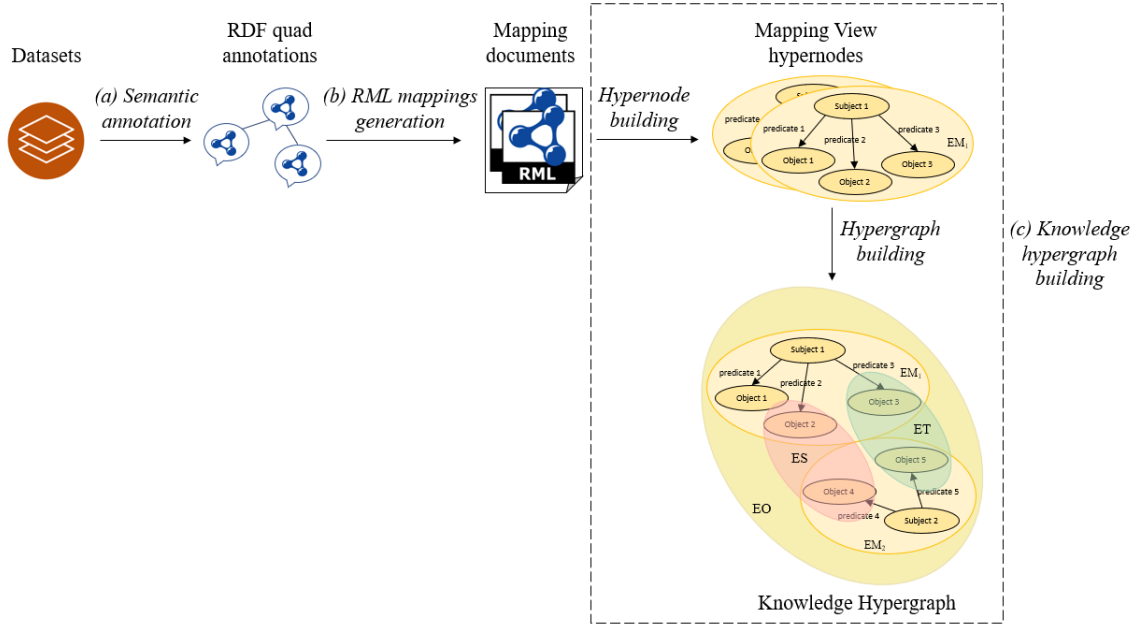 Datasets
RDF quad
annotations
Mapping
documents
Mapping View
hypernodes
(a) Semantic
annotation
(b) RML mappings
generation
RML
Hypernode
building
Subject 1
predicate 1
predicate 2
predicate 3
Object 1
Object 2
Object 3
EM₁
Hypergraph
building
(c) Knowledge
hypergraph
building
Subject 1
predicate 1
predicate 2
predicate 3
EM₁
Object 1
Object 3
Object 2
ET
ES
Object 5
Object 4
predicate 5
EO
predicate 4
Subject 2
EM₂
Knowledge Hypergraph